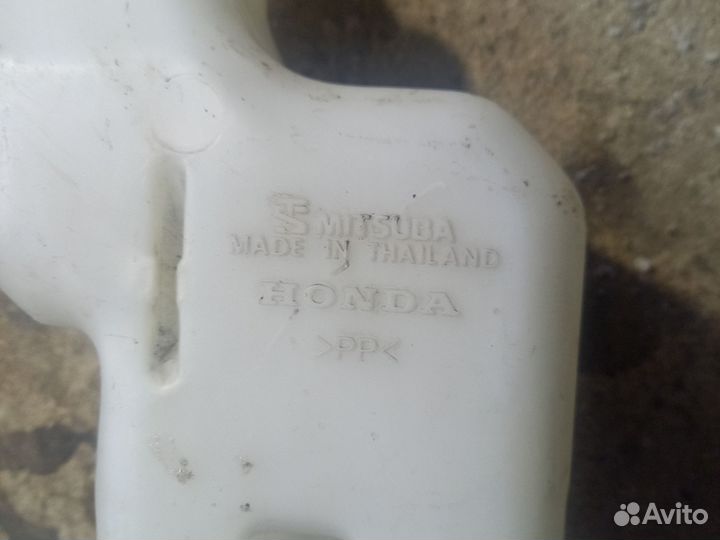 MITSUBA
MADE IN THAILAND
HONDA
>PP<
Avito